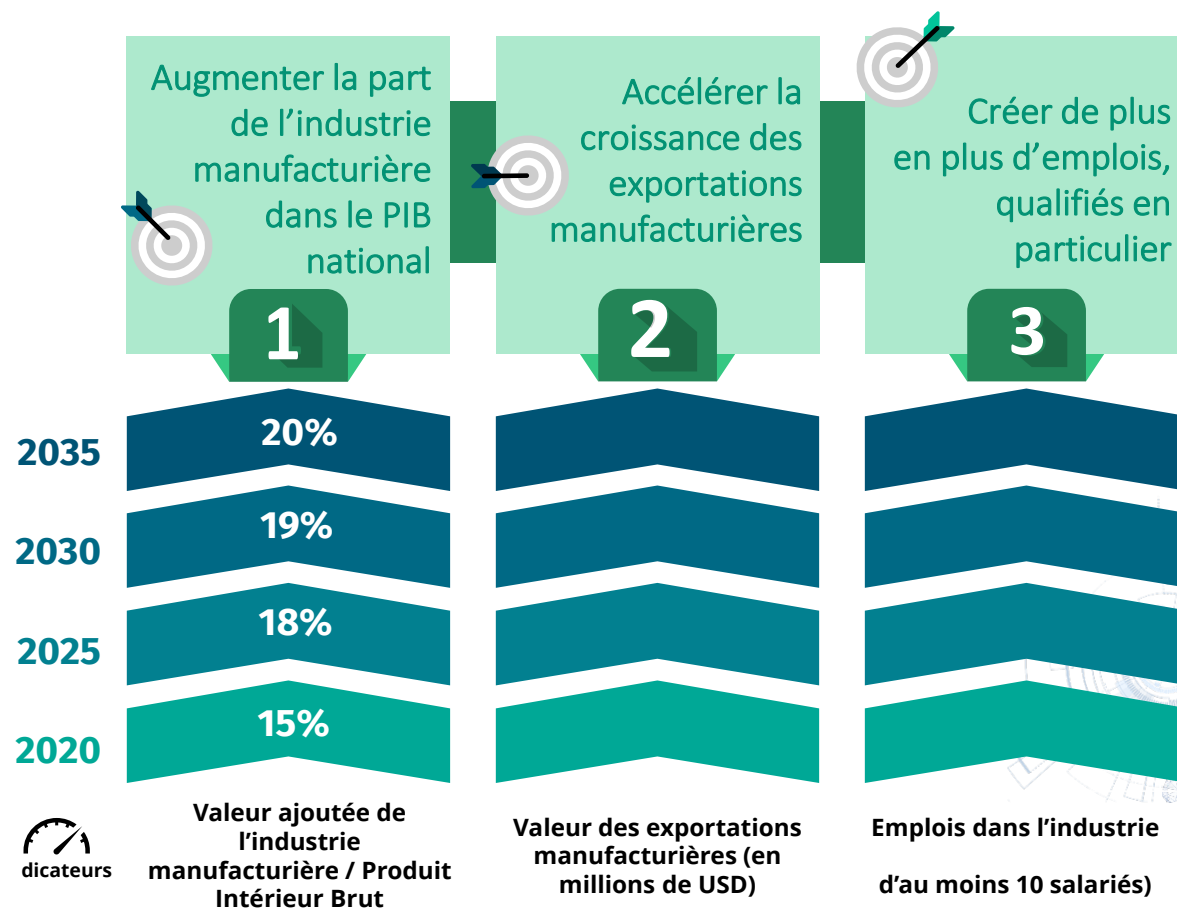 Augmenter la part
de l’industrie
manufacturière
dans le PIB
national
1
Accélérer la
croissance des
exportations
manufacturières
2
Créer de plus
en plus d’emplois,
qualifiés en
particulier
3
2035
20%
2030
19%
2025
18%
2020
15%
dicateurs
Valeur ajoutée de
l’industrie
manufacturière / Produit
Intérieur Brut
Valeur des exportations
manufacturières (en
millions de USD)
Emplois dans l’industrie
d’au moins 10 salariés)